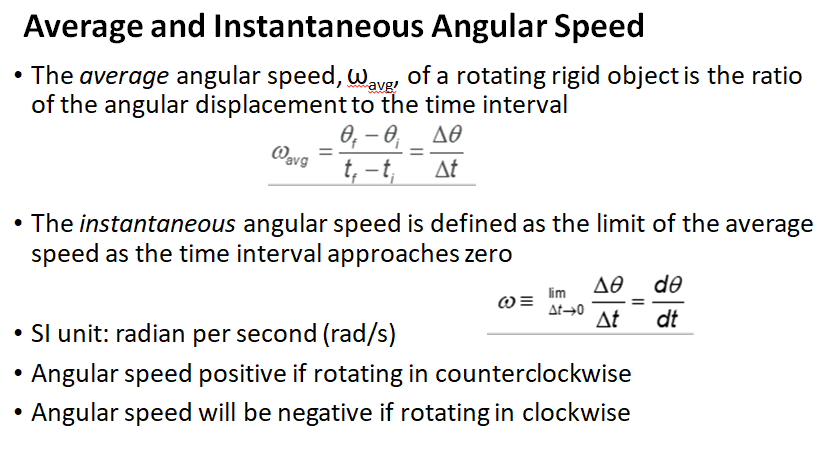 Average and Instantaneous Angular Speed
• The average angular speed, ωavg, of a rotating rigid object is the ratio
of the angular displacement to the time interval
ωavg = (θf − θi) / (tf − ti) = Δθ / Δt
• The instantaneous angular speed is defined as the limit of the average
speed as the time interval approaches zero
ω ≡ lim Δt→0 Δθ / Δt = dθ / dt
• SI unit: radian per second (rad/s)
• Angular speed positive if rotating in counterclockwise
• Angular speed will be negative if rotating in clockwise